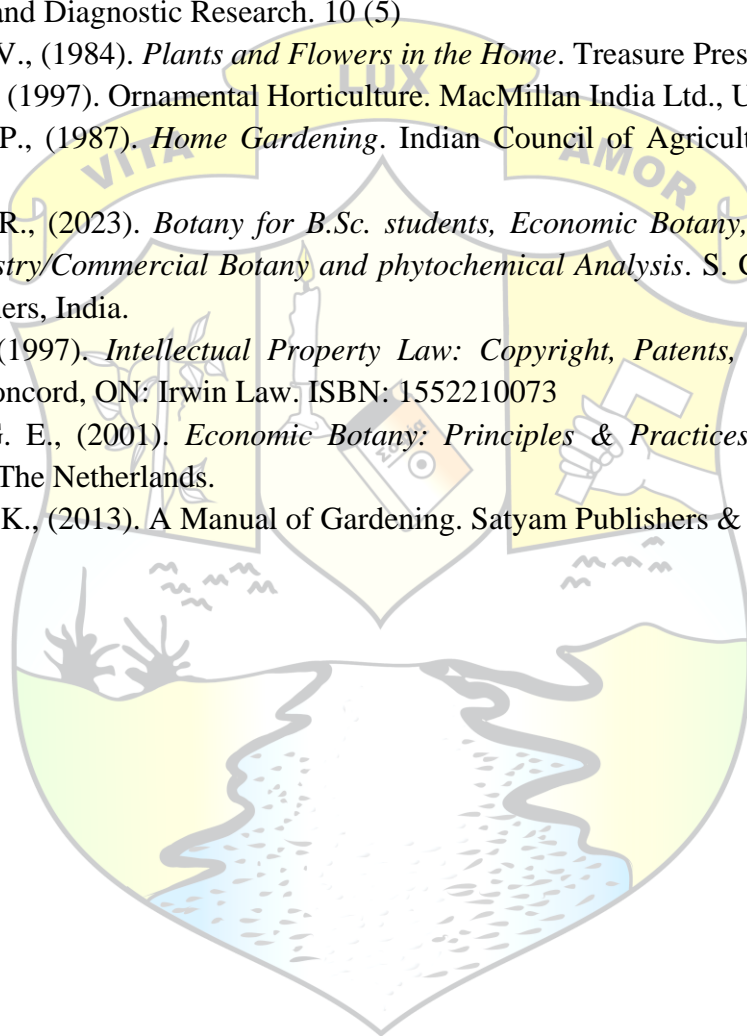 and Diagnostic Research. 10 (5)
V., (1984). Plants and Flowers in the Home. Treasure Pres
(1997). Ornamental Horticulture. MacMillan India Ltd., U
P., (1987). Home Gardening. Indian Council of Agricult
R., (2023). Botany for B.Sc. students, Economic Botany,
stry/Commercial Botany and phytochemical Analysis. S. C
ers, India.
(1997). Intellectual Property Law: Copyright, Patents,
oncord, ON: Irwin Law. ISBN: 1552210073
G. E., (2001). Economic Botany: Principles & Practices
The Netherlands.
K., (2013). A Manual of Gardening. Satyam Publishers &
VITA
LUX
AMOR